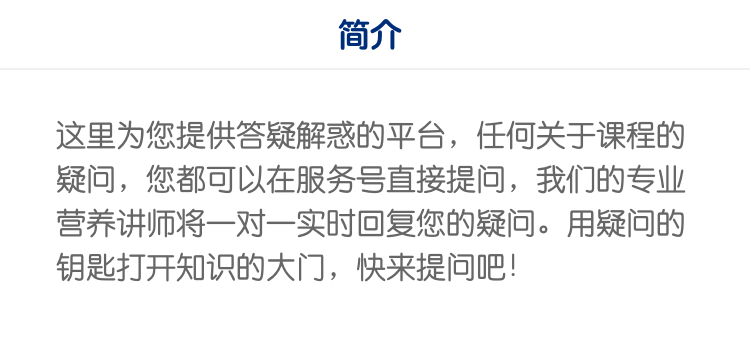 简介
这里为您提供答疑解惑的平台，任何关于课程的
疑问，您都可以在服务号直接提问，我们的专业
营养讲师将一对一实时回复您的疑问。用疑问的
钥匙打开知识的大门，快来提问吧！